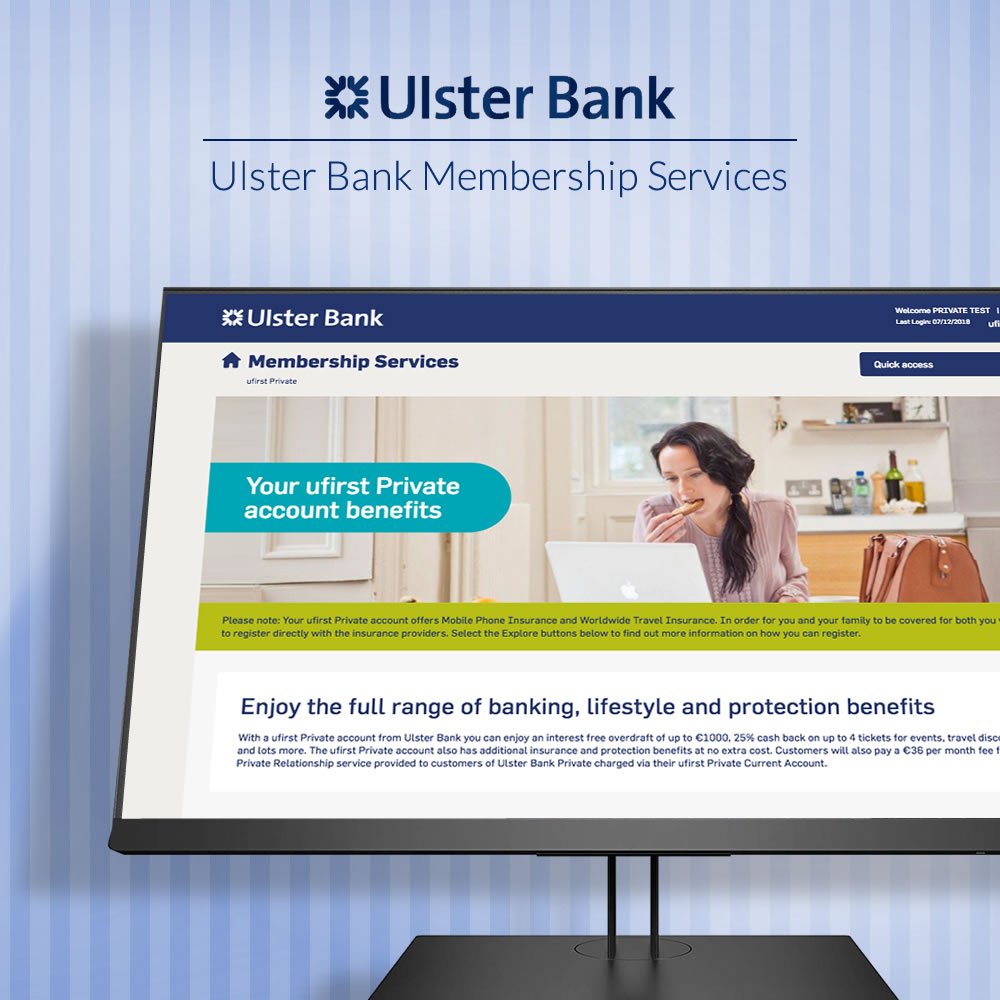 Ulster Bank
Ulster Bank Membership Services
Ulster Bank
Welcome PRIVATE TEST |
Last Login: 07/12/2018
ufi
Membership Services
ufirst Private
Quick access
Your ufirst Private
account benefits
Please note: Your ufirst Private account offers Mobile Phone Insurance and Worldwide Travel Insurance. In order for you and your family to be covered for both you
to register directly with the insurance providers. Select the Explore buttons below to find out more information on how you can register.
Enjoy the full range of banking, lifestyle and protection benefits
With a ufirst Private account from Ulster Bank you can enjoy an interest free overdraft of up to €1000, 25% cash back on up to 4 tickets for events, travel disc
and lots more. The ufirst Private account also has additional insurance and protection benefits at no extra cost. Customers will also pay a €36 per month fee f
Private Relationship service provided to customers of Ulster Bank Private charged via their ufirst Private Current Account.